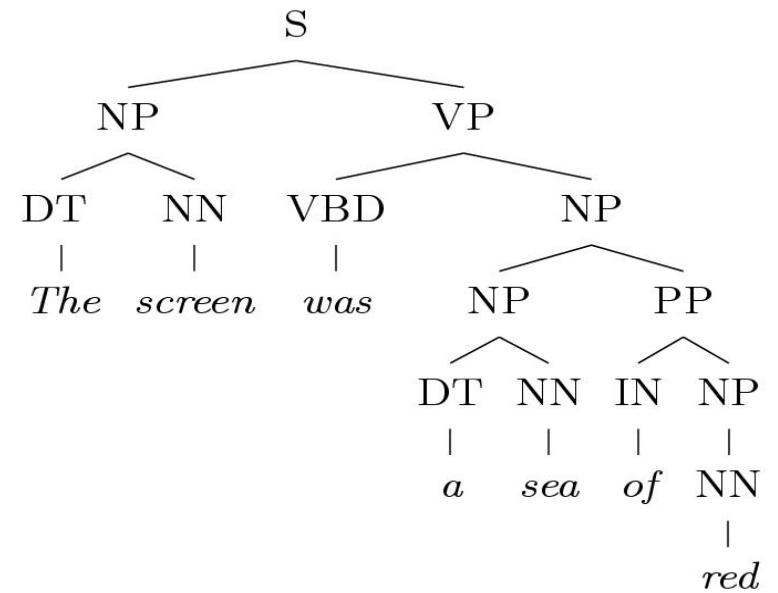 S
NP VP
DT NN VBD NP
The screen was NP PP
DT NN IN NP
a sea of NN
red